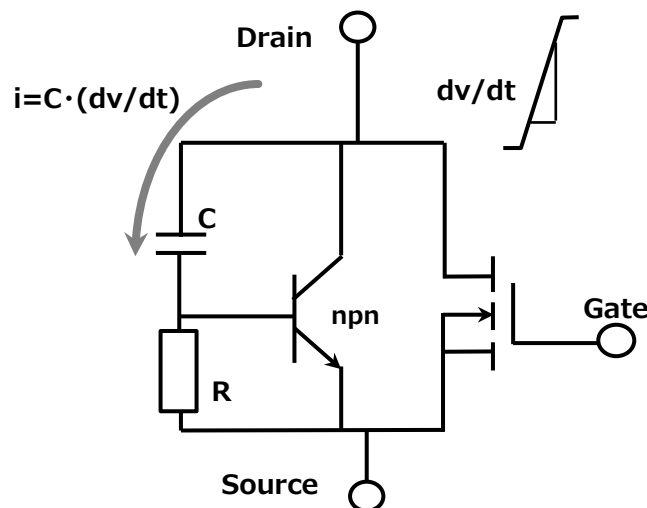 Drain
i=C·(dv/dt)
dv/dt
C
npn
Gate
R
Source